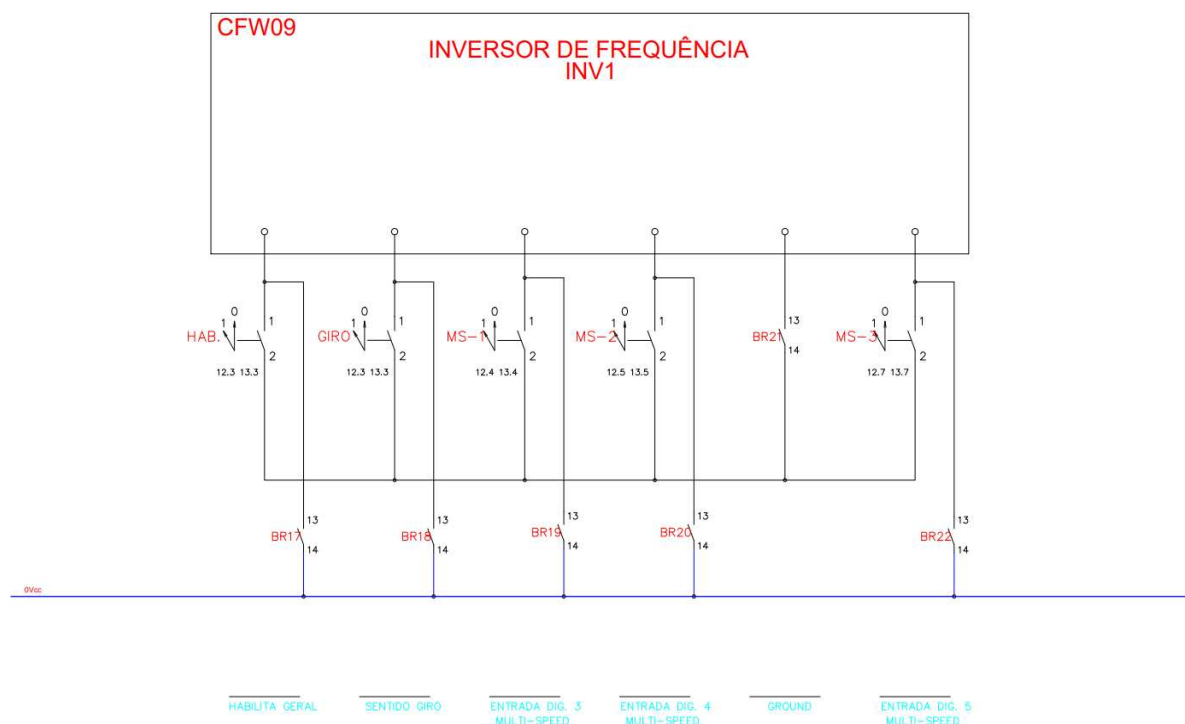 CFW09
INVERSOR DE FREQUÊNCIA
INV1
0
1
1
HAB.
2
12.3 13.3
0
1
1
GIRO
2
12.3 13.3
0
1
1
MS-1
2
12.4 13.4
0
1
1
MS-2
2
12.5 13.5
13
BR21
14
0
1
1
MS-3
2
12.7 13.7
13
BR17
14
13
BR18
14
13
BR19
14
13
BR20
14
13
BR22
14
0Vcc
HABILITA GERAL
SENTIDO GIRO
ENTRADA DIG. 3
MULTI-SPEED
ENTRADA DIG. 4
MULTI-SPEED
GROUND
ENTRADA DIG. 5
MULTI-SPEED